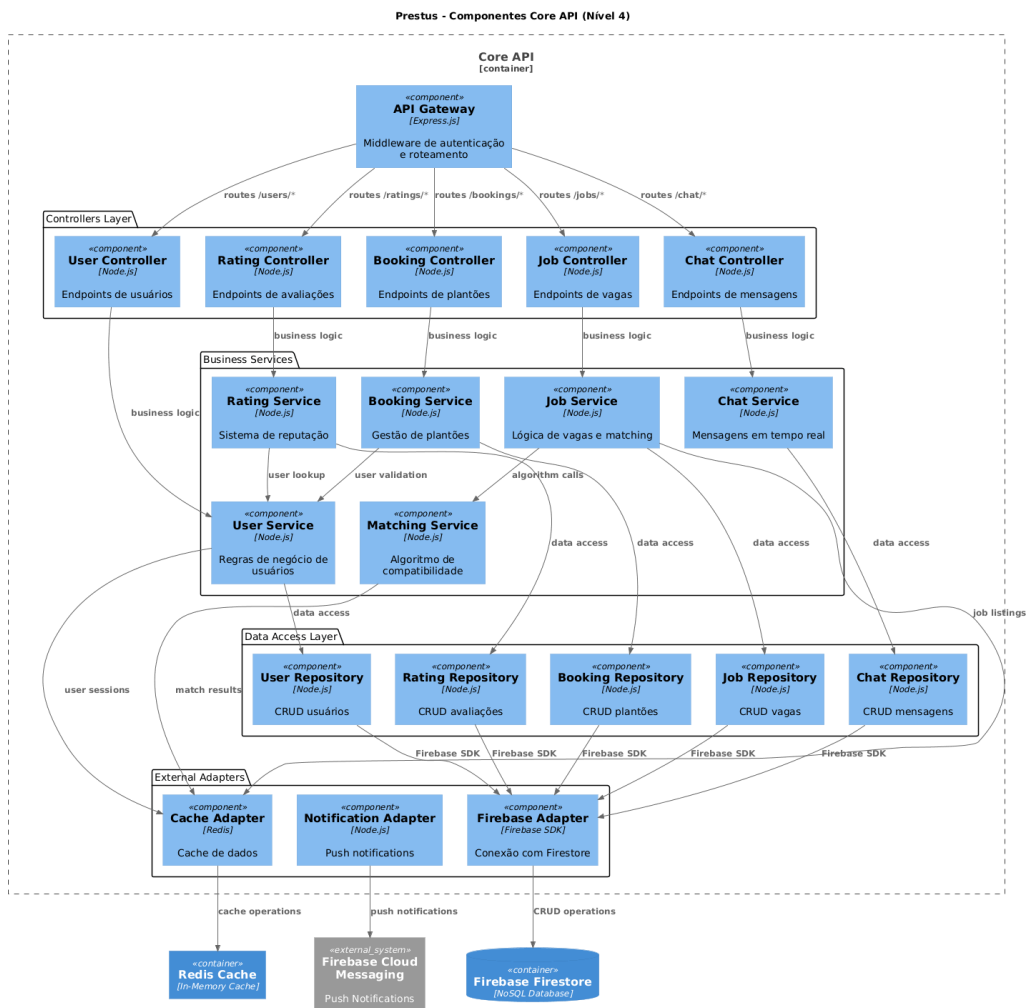 Prestus - Componentes Core API (Nível 4)
Core API
[container]
«component»
API Gateway
[Express.js]
Middleware de autenticação
e roteamento
routes /users/*
routes /ratings/*
routes /bookings/*
routes /jobs/*
routes /chat/*
Controllers Layer
«component»
User Controller
[Node.js]
Endpoints de usuários
«component»
Rating Controller
[Node.js]
Endpoints de avaliações
«component»
Booking Controller
[Node.js]
Endpoints de plantões
«component»
Job Controller
[Node.js]
Endpoints de vagas
«component»
Chat Controller
[Node.js]
Endpoints de mensagens
business logic
business logic
business logic
business logic
business logic
Business Services
«component»
Rating Service
[Node.js]
Sistema de reputação
«component»
Booking Service
[Node.js]
Gestão de plantões
«component»
Job Service
[Node.js]
Lógica de vagas e matching
«component»
Chat Service
[Node.js]
Mensagens em tempo real
user lookup
user validation
algorithm calls
«component»
User Service
[Node.js]
Regras de negócio de
usuários
«component»
Matching Service
[Node.js]
Algoritmo de
compatibilidade
data access
data access
data access
data access
data access
job listings
user sessions
match results
Data Access Layer
«component»
User Repository
[Node.js]
CRUD usuários
«component»
Rating Repository
[Node.js]
CRUD avaliações
«component»
Booking Repository
[Node.js]
CRUD plantões
«component»
Job Repository
[Node.js]
CRUD vagas
«component»
Chat Repository
[Node.js]
CRUD mensagens
Firebase SDK
Firebase SDK
Firebase SDK
Firebase SDK
Firebase SDK
External Adapters
«component»
Cache Adapter
[Redis]
Cache de dados
«component»
Notification Adapter
[Node.js]
Push notifications
«component»
Firebase Adapter
[Firebase SDK]
Conexão com Firestore
cache operations
push notifications
CRUD operations
«container»
Redis Cache
[In-Memory Cache]
«external_system»
Firebase Cloud
Messaging
Push Notifications
«container»
Firebase Firestore
[NoSQL Database]